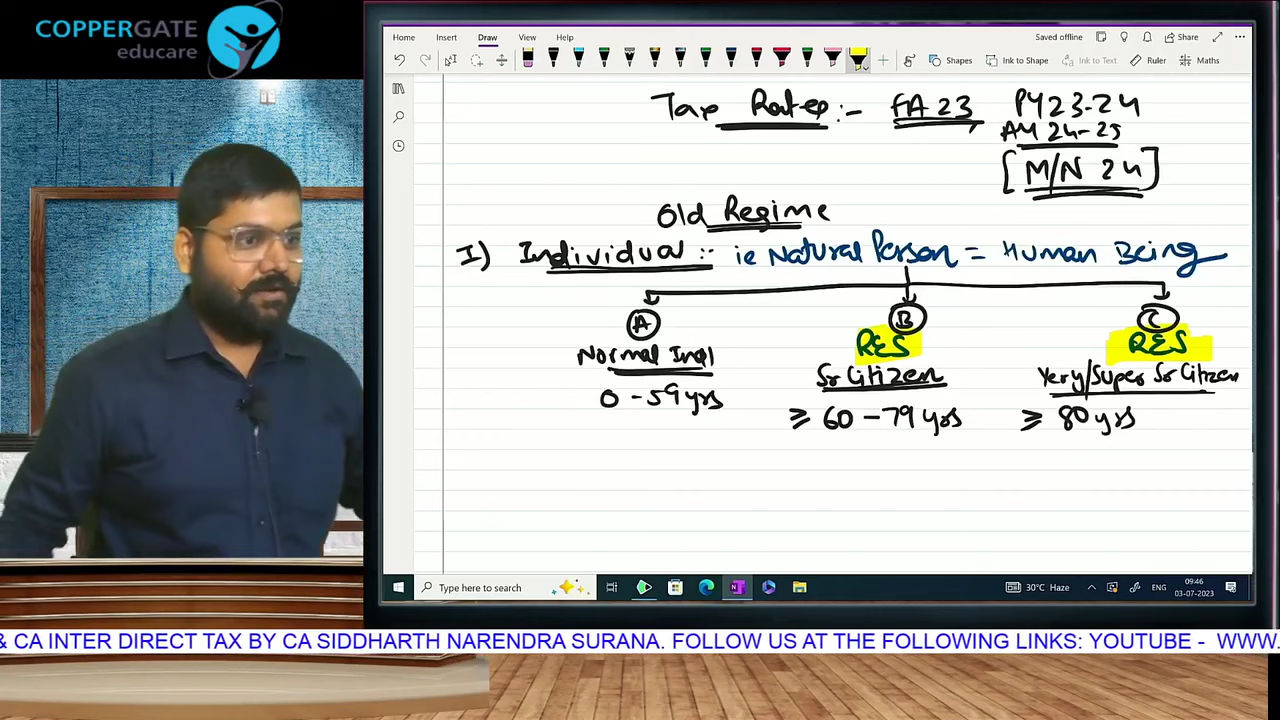 COPPERGATE
educare
Home Insert Draw View Help
Saved offline
Share
Shapes
Ink to Shape
Ink to Text
Ruler
Maths
Tax Rates :- FA 23 PY 23-24
AY 24-25
[M/N 24]
Old Regime
I) Individual :- ie Natural Person = Human Being
A B C
RES RES
Normal Indl Sr Citizen Very/Super Sr Citizen
0 - 59 yrs ≥ 60 - 79 yrs ≥ 80 yrs
Type here to search
30°C Haze
ENG
09:46
03-07-2023
& CA INTER DIRECT TAX BY CA SIDDHARTH NARENDRA SURANA. FOLLOW US AT THE FOLLOWING LINKS: YOUTUBE - WWW.